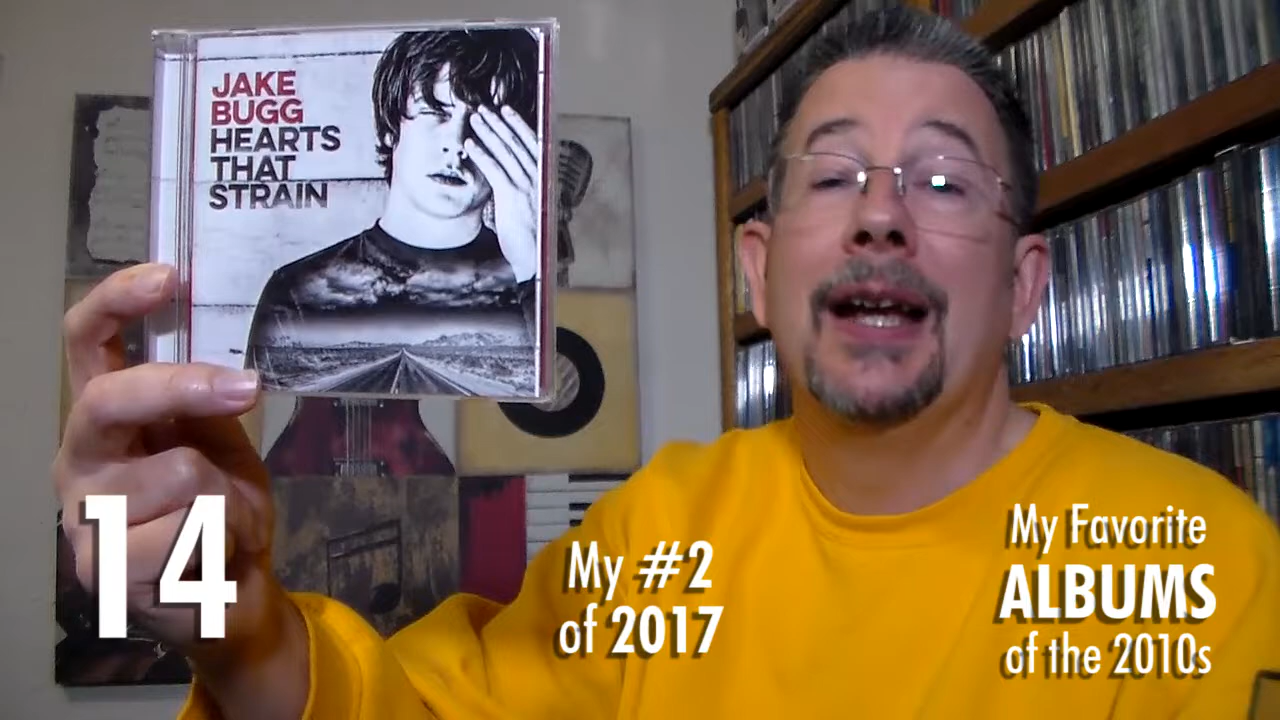 JAKE
BUGG
HEARTS
THAT
STRAIN
14
My #2
of 2017
My Favorite
ALBUMS
of the 2010s